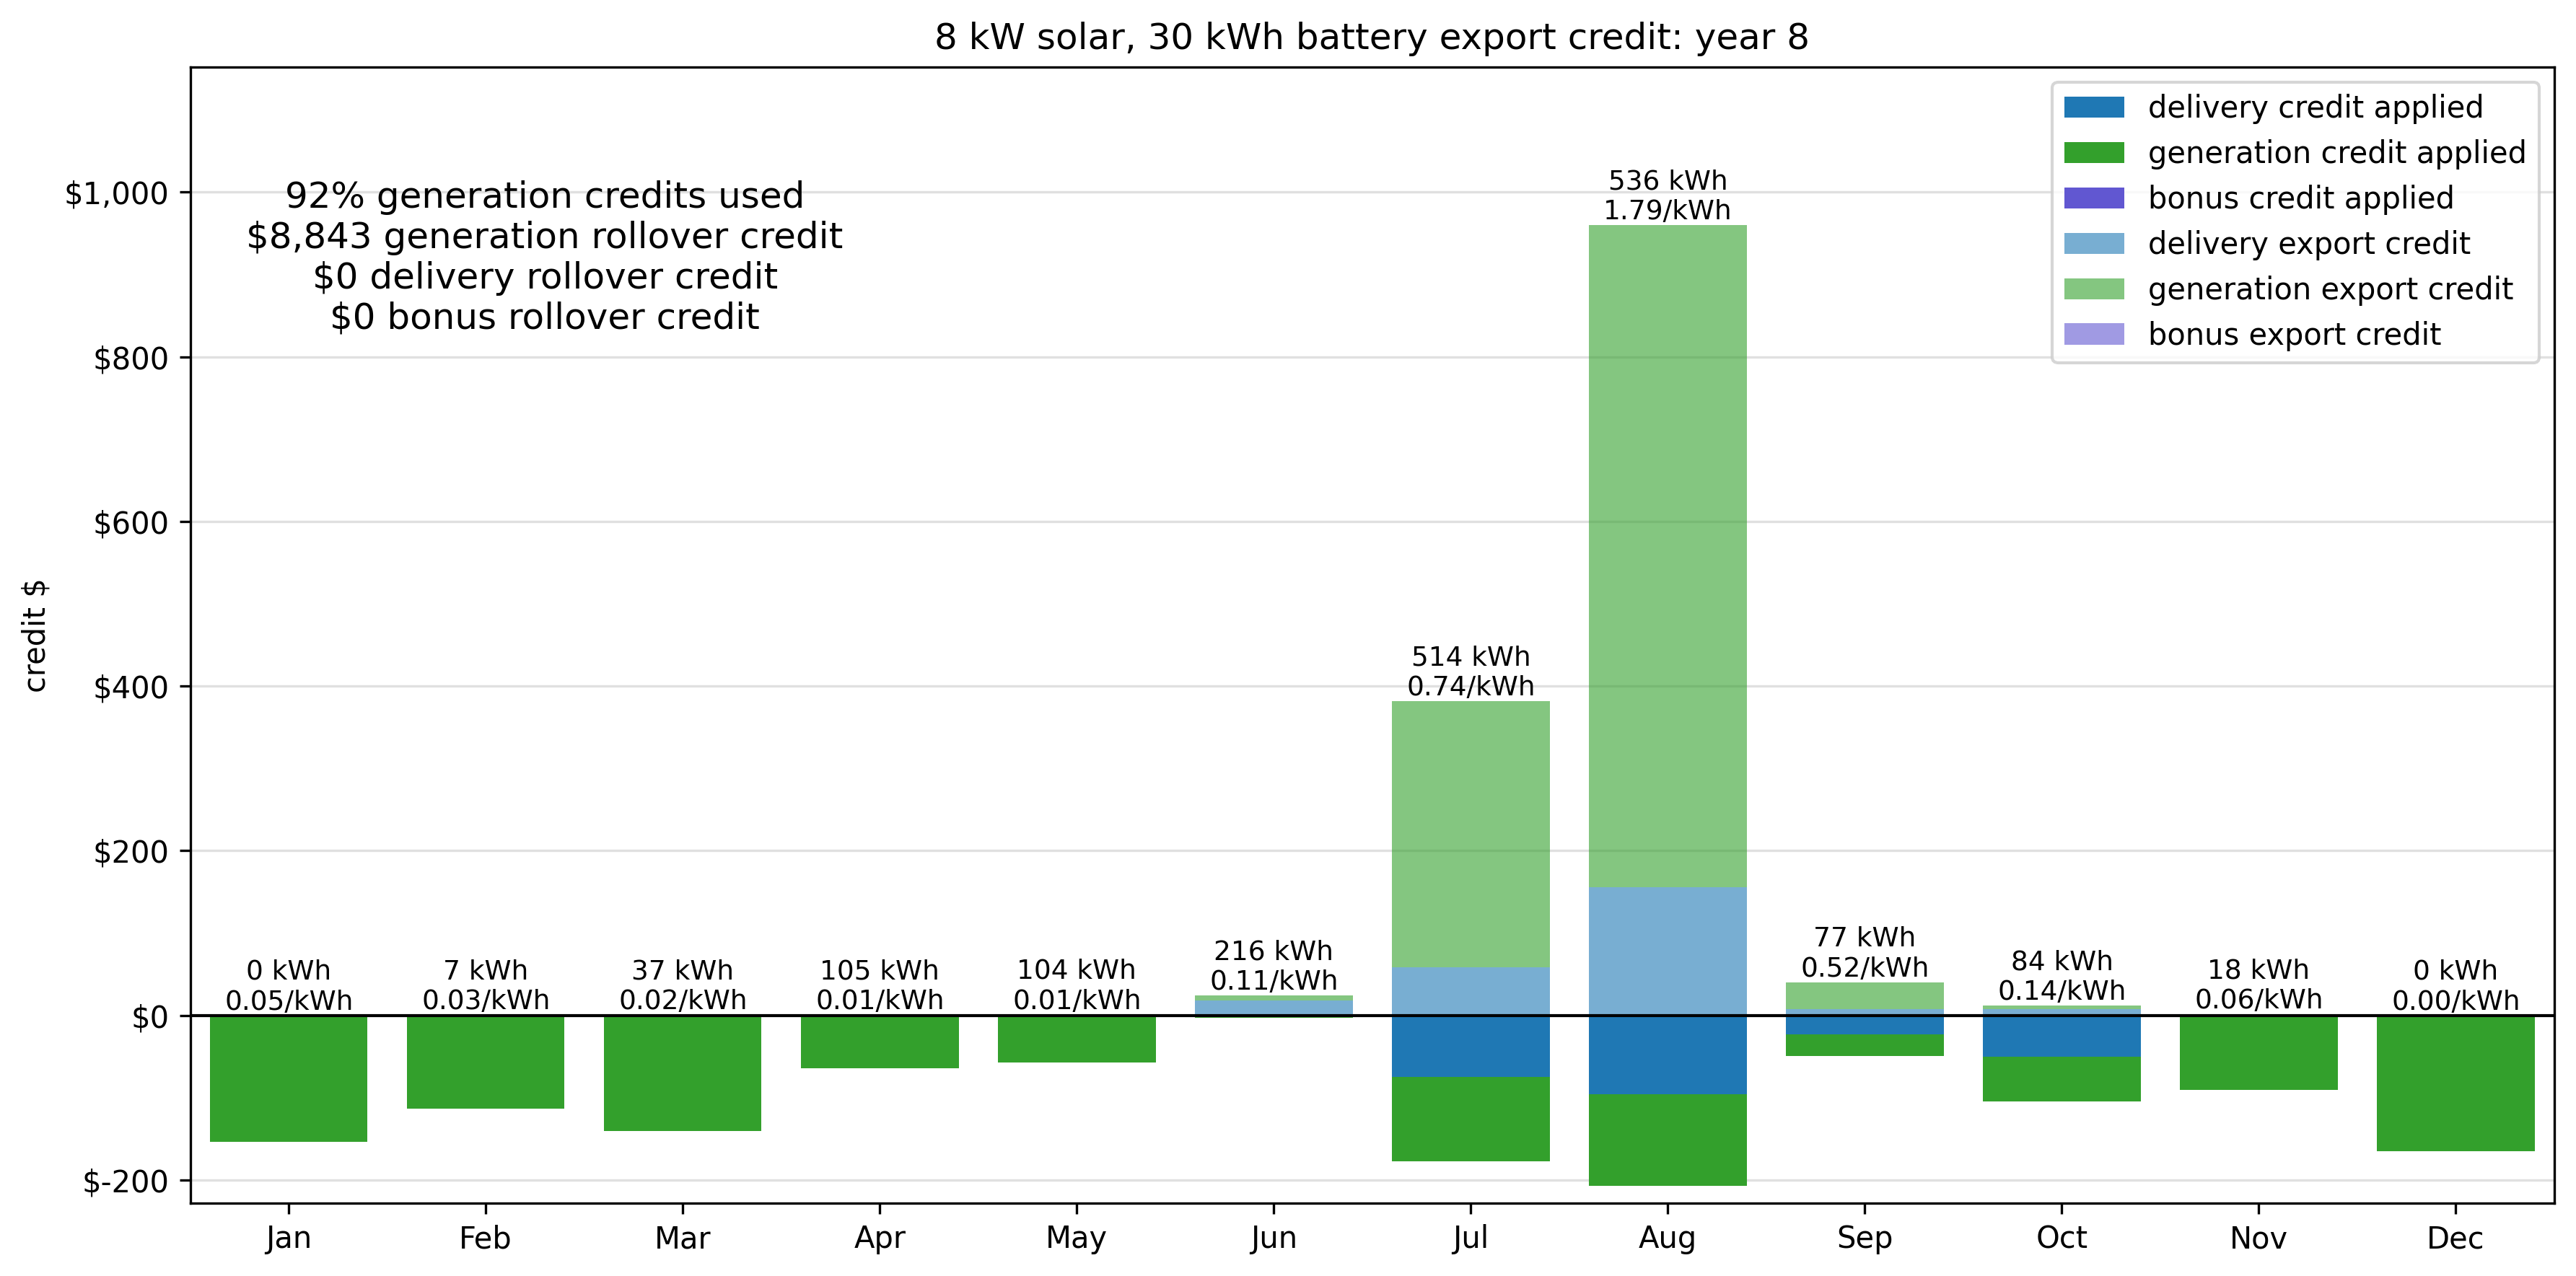 8 kW solar, 30 kWh battery export credit: year 8
92% generation credits used
$8,843 generation rollover credit
$0 delivery rollover credit
$0 bonus rollover credit
delivery credit applied
generation credit applied
bonus credit applied
delivery export credit
generation export credit
bonus export credit
credit $
$1,000
$800
$600
$400
$200
$0
$-200
0 kWh
0.05/kWh
7 kWh
0.03/kWh
37 kWh
0.02/kWh
105 kWh
0.01/kWh
104 kWh
0.01/kWh
216 kWh
0.11/kWh
514 kWh
0.74/kWh
536 kWh
1.79/kWh
77 kWh
0.52/kWh
84 kWh
0.14/kWh
18 kWh
0.06/kWh
0 kWh
0.00/kWh
Jan
Feb
Mar
Apr
May
Jun
Jul
Aug
Sep
Oct
Nov
Dec